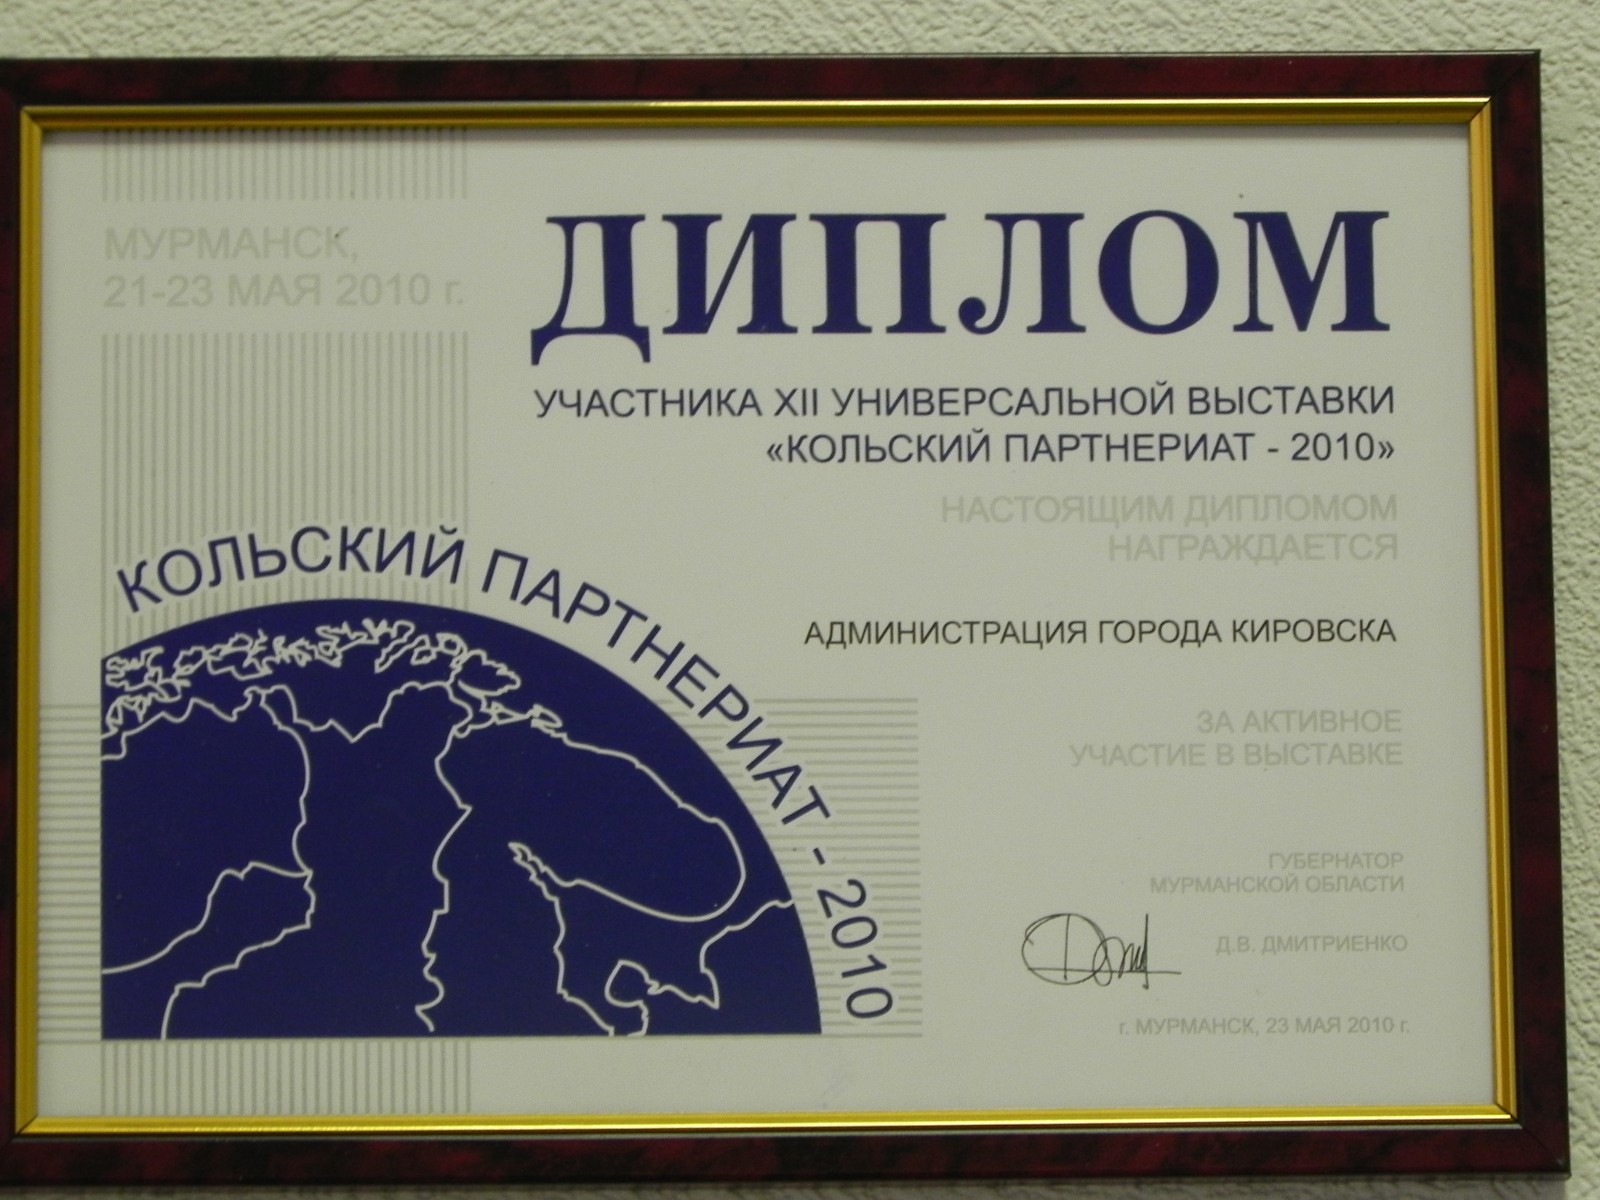 МУРМАНСК,
21-23 МАЯ 2010 г.
ДИПЛОМ
УЧАСТНИКА XII УНИВЕРСАЛЬНОЙ ВЫСТАВКИ
«КОЛЬСКИЙ ПАРТНЕРИАТ - 2010»
НАСТОЯЩИМ ДИПЛОМОМ
НАГРАЖДАЕТСЯ
АДМИНИСТРАЦИЯ ГОРОДА КИРОВСКА
ЗА АКТИВНОЕ
УЧАСТИЕ В ВЫСТАВКЕ
КОЛЬСКИЙ ПАРТНЕРИАТ - 2010
ГУБЕРНАТОР
МУРМАНСКОЙ ОБЛАСТИ
Д.В. ДМИТРИЕНКО
г. МУРМАНСК, 23 МАЯ 2010 г.